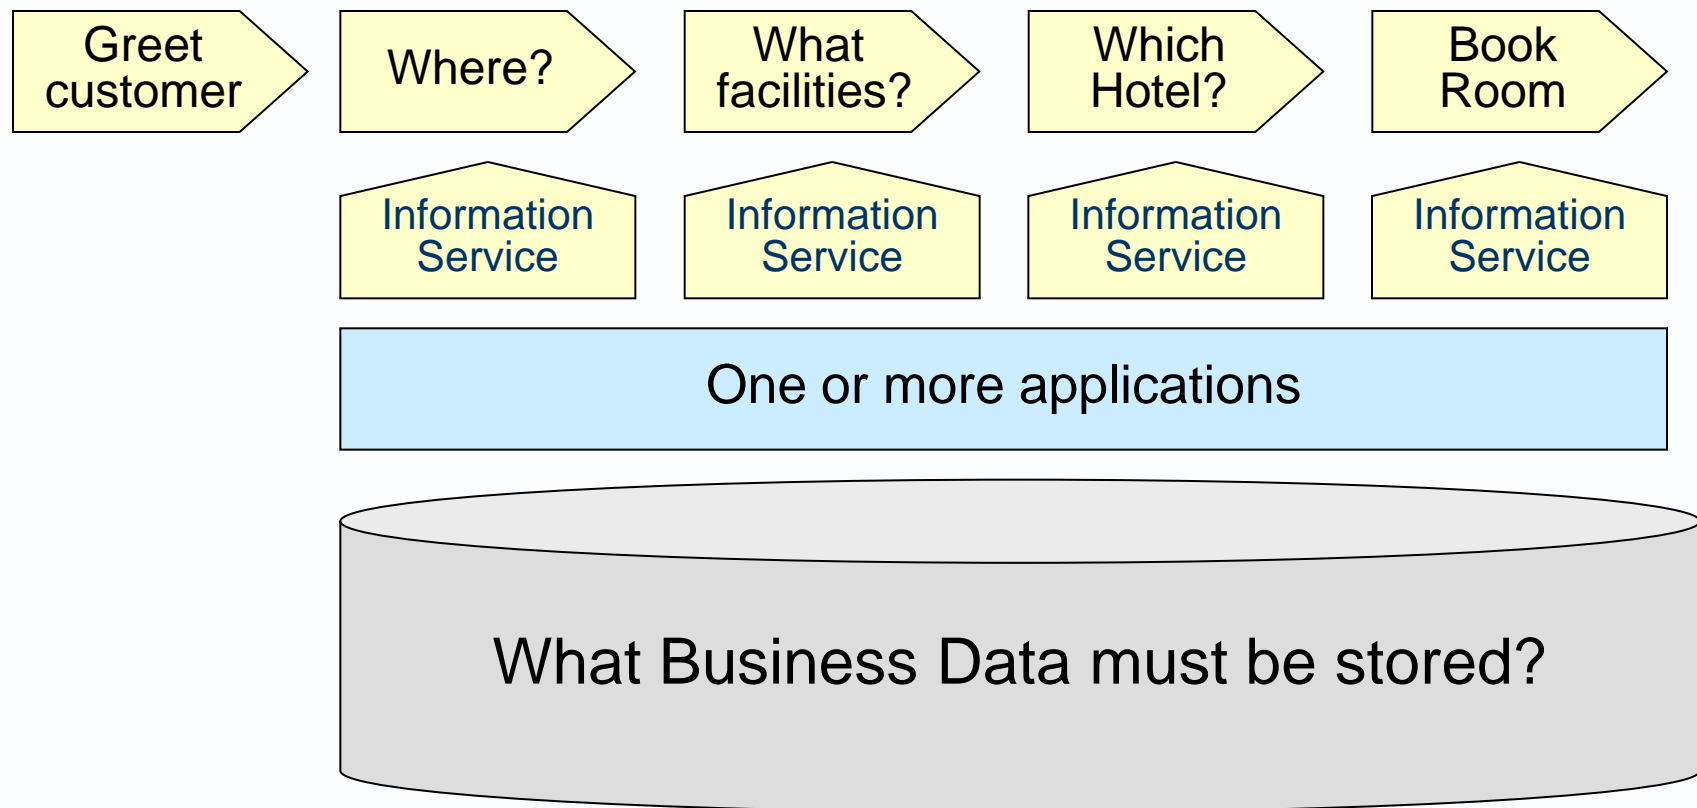 Greet
customer
Where?
What
facilities?
Which
Hotel?
Book
Room
Information
Service
Information
Service
Information
Service
Information
Service
One or more applications
What Business Data must be stored?